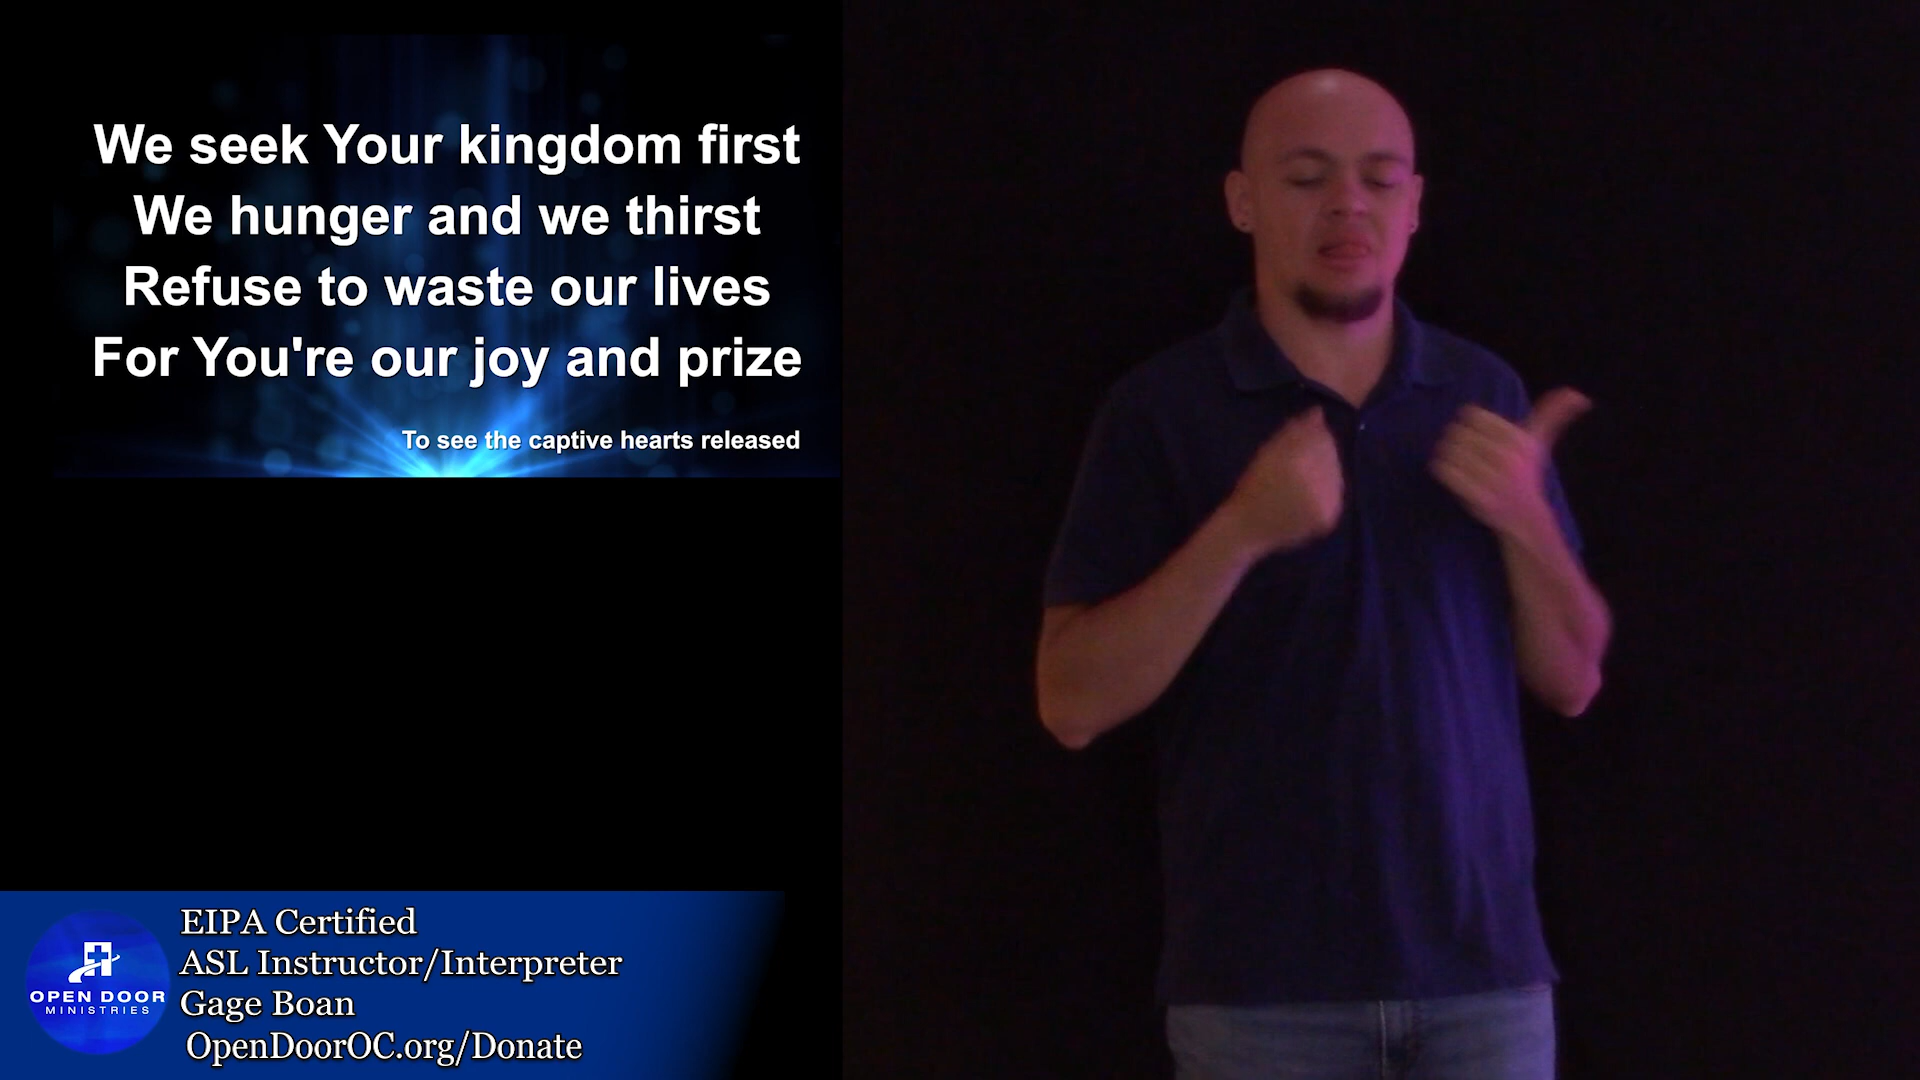 We seek Your kingdom first
We hunger and we thirst
Refuse to waste our lives
For You're our joy and prize
To see the captive hearts released
EIPA Certified
ASL Instructor/Interpreter
Gage Boan
OpenDoorOC.org/Donate
OPEN DOOR
MINISTRIES